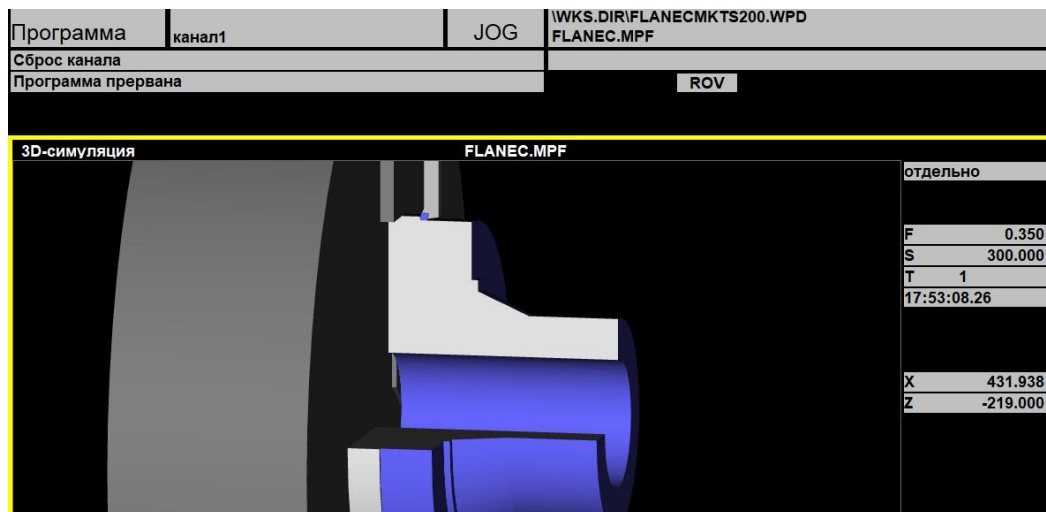 Программа канал1 JOG \WKS.DIR\FLANECMKTS200.WPD
FLANEC.MPF
Сброс канала
Программа прервана ROV
3D-симуляция FLANEC.MPF
отдельно
F 0.350
S 300.000
T 1
17:53:08.26
X 431.938
Z -219.000